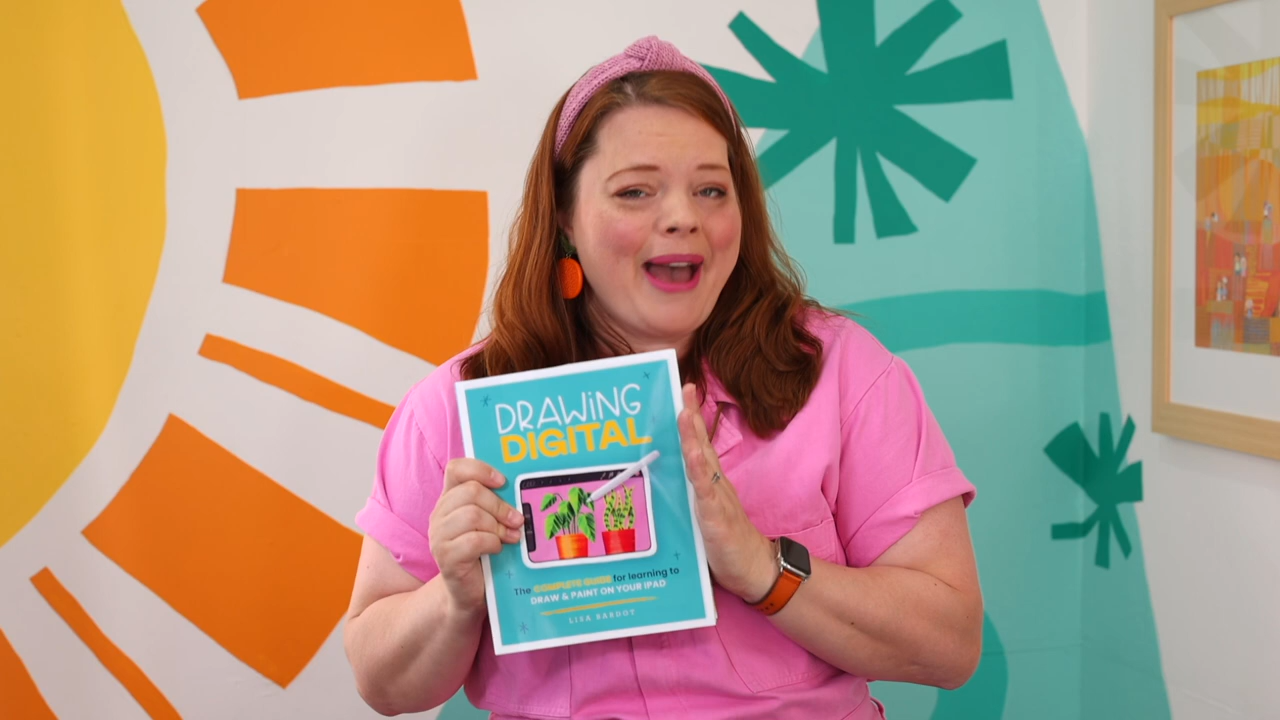 DRAWING
DIGITAL
The COMPLETE GUIDE for learning to
DRAW & PAINT ON YOUR iPAD
LISA BARDOT